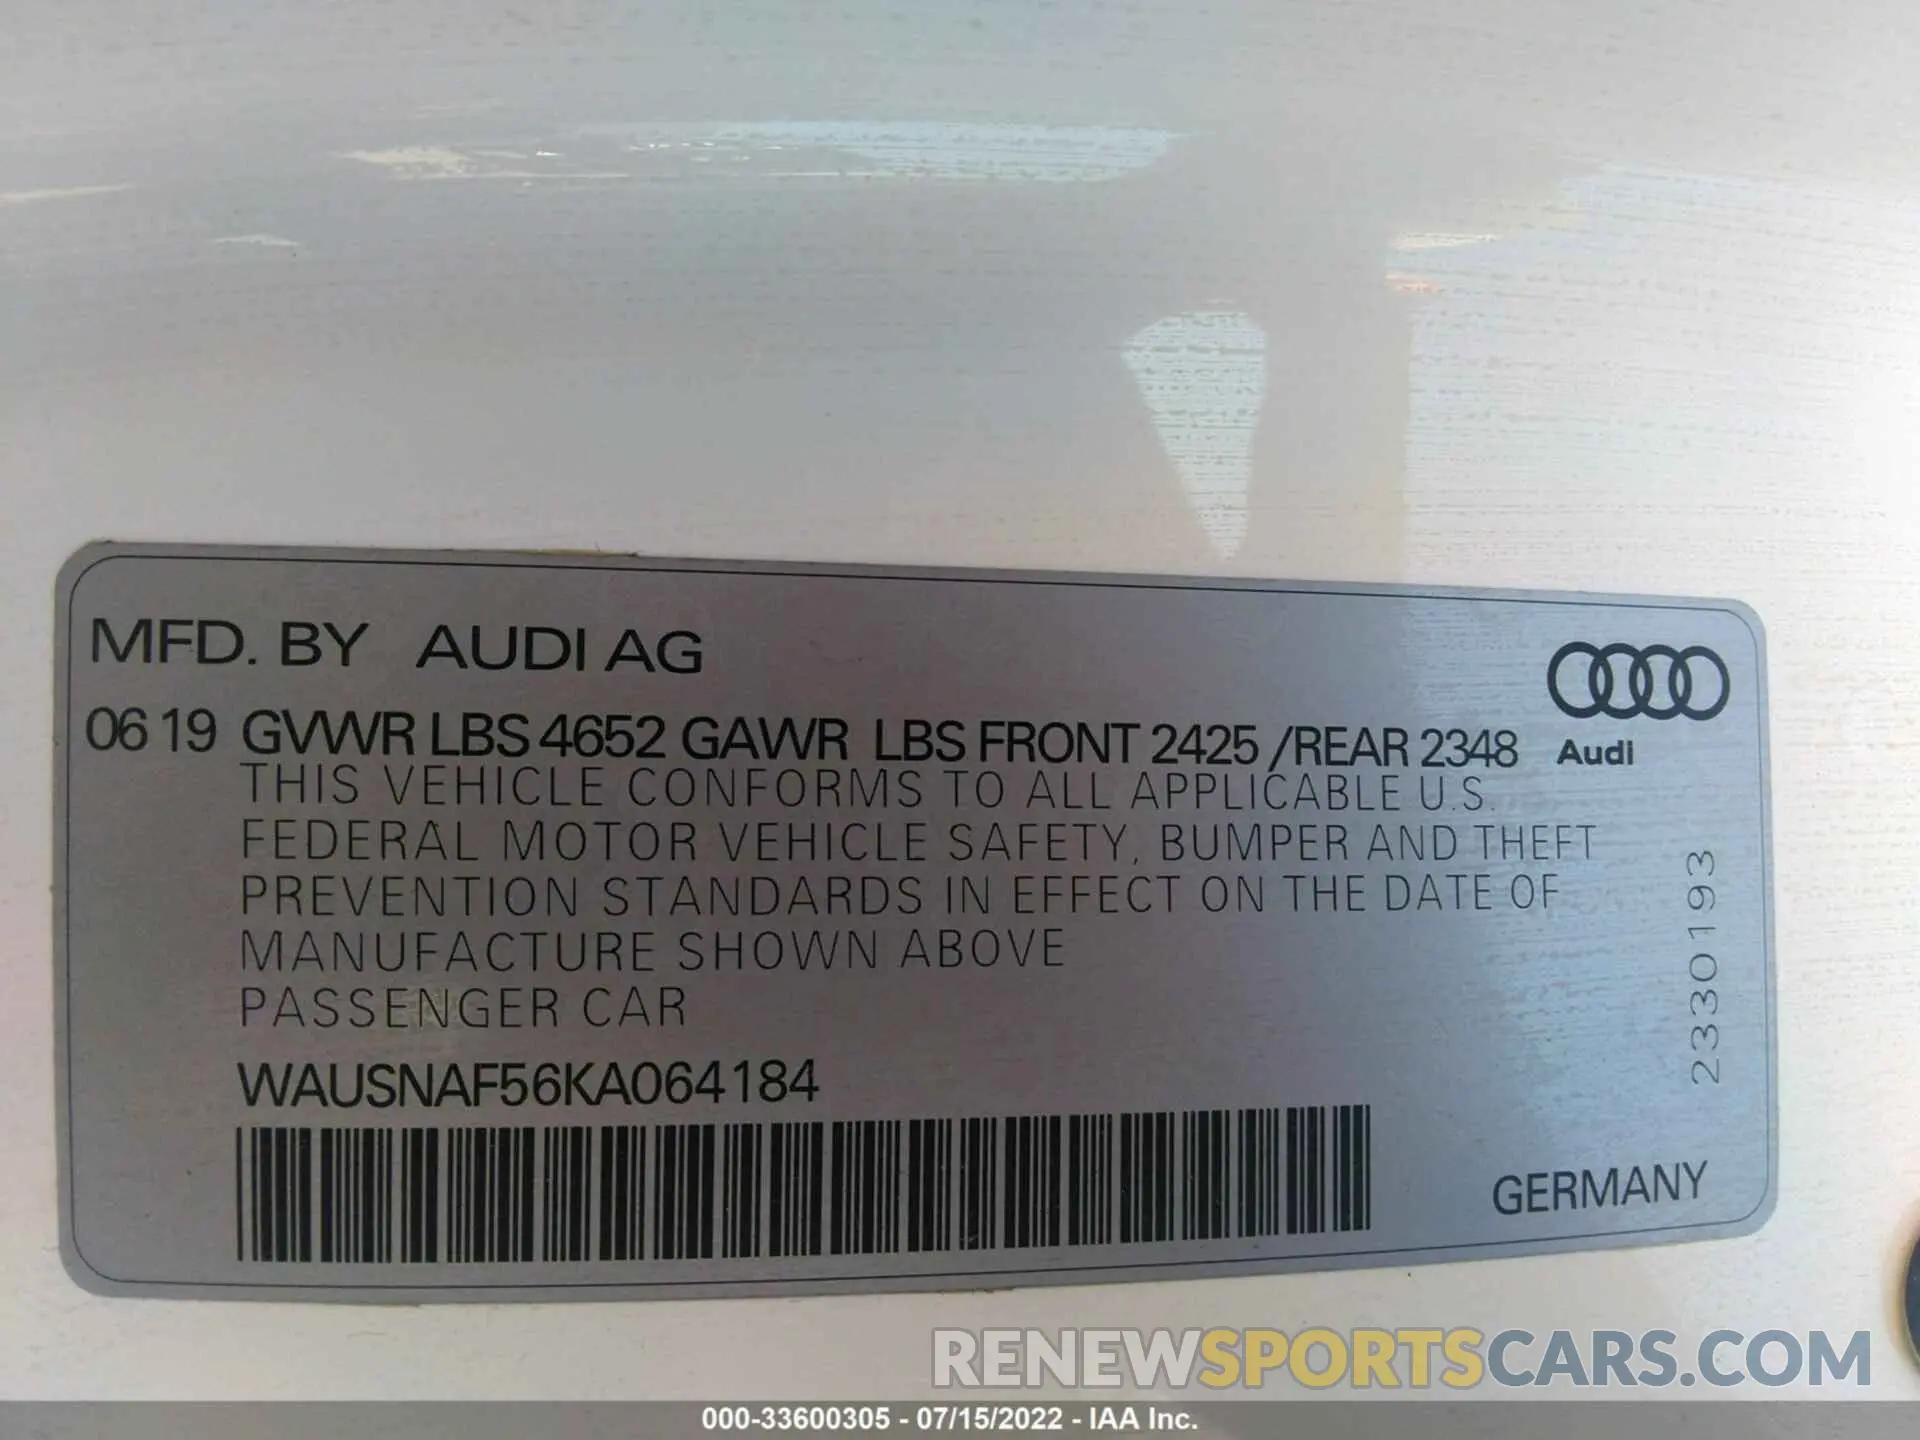 MFD. BY AUDI AG
06 19 GVWR LBS 4652 GAWR LBS FRONT 2425 /REAR 2348
Audi
THIS VEHICLE CONFORMS TO ALL APPLICABLE U.S.
FEDERAL MOTOR VEHICLE SAFETY, BUMPER AND THEFT
PREVENTION STANDARDS IN EFFECT ON THE DATE OF
MANUFACTURE SHOWN ABOVE
PASSENGER CAR
WAUSNAF56KA064184
2330193
GERMANY
RENEWSPORTSCARS.COM
000-33600305 - 07/15/2022 - IAA Inc.